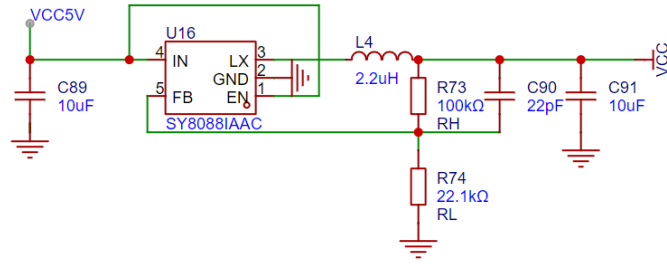 VCC5V
U16
L4
4 IN LX 3
GND 2
5 FB EN 1
SY8088IAAC
C89
10uF
2.2uH
R73
100kΩ
RH
C90
22pF
C91
10uF
VCC
R74
22.1kΩ
RL